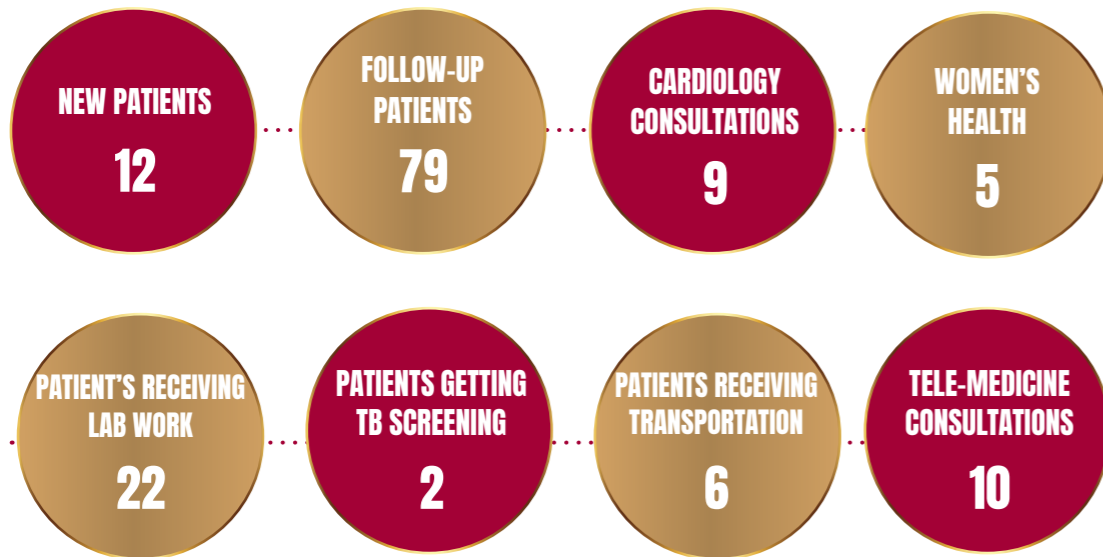 NEW PATIENTS
12
FOLLOW-UP
PATIENTS
79
CARDIOLOGY
CONSULTATIONS
9
WOMEN'S
HEALTH
5
PATIENT'S RECEIVING
LAB WORK
22
PATIENTS GETTING
TB SCREENING
2
PATIENTS RECEIVING
TRANSPORTATION
6
TELE-MEDICINE
CONSULTATIONS
10